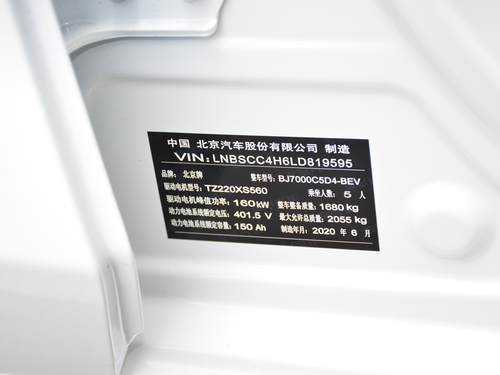 中国 北京汽车股份有限公司 制造
VIN: LNBSCC4H6LD819595
品牌: 北京牌 整车型号: BJ7000C5D4-BEV
驱动电机型号: TZ220XS560 乘坐人数: 5 人
驱动电机峰值功率: 160kW 整车整备质量: 1680 kg
动力电池系统额定电压: 401.5 V 最大允许总质量: 2055 kg
动力电池系统额定容量: 150 Ah 制造年月: 2020 年 6 月